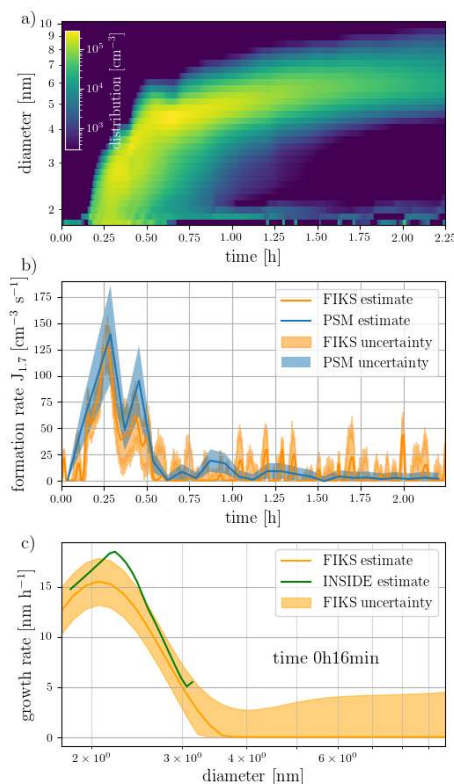 a)
diameter [nm]
10
9
8
7
6
5
4
3
2
10⁵
10⁴
10³
distribution [cm⁻³]
0.00 0.25 0.50 0.75 1.00 1.25 1.50 1.75 2.00 2.25
time [h]
b)
formation rate J₁.₇ [cm⁻³ s⁻¹]
175
150
125
100
75
50
25
0
FIKS estimate
PSM estimate
FIKS uncertainty
PSM uncertainty
0.00 0.25 0.50 0.75 1.00 1.25 1.50 1.75 2.00
time [h]
c)
growth rate [nm h⁻¹]
15
10
5
0
FIKS estimate
INSIDE estimate
FIKS uncertainty
time 0h16min
2 × 10⁰ 3 × 10⁰ 4 × 10⁰ 6 × 10⁰
diameter [nm]